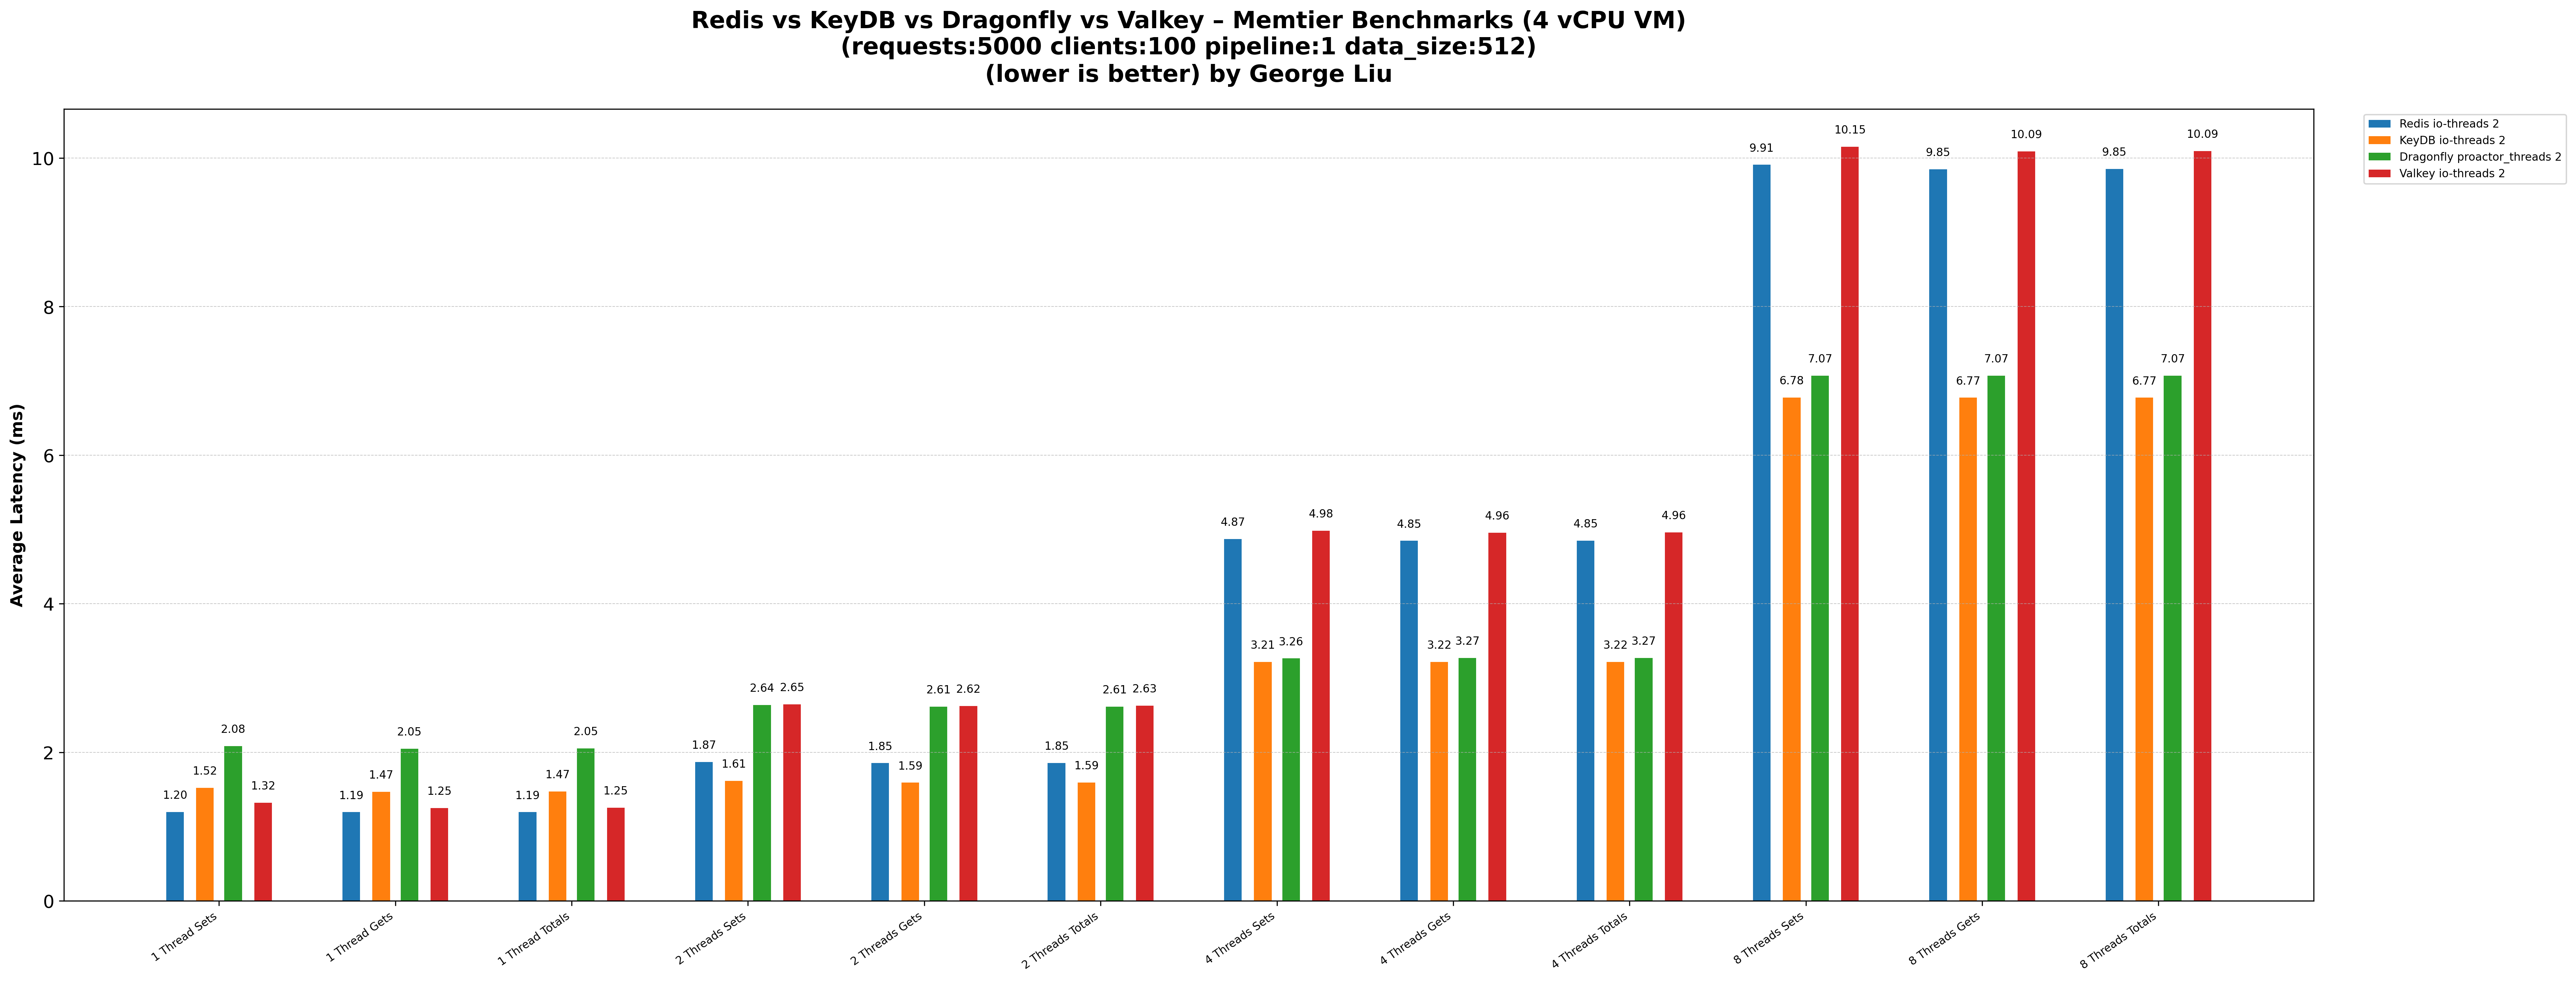 Redis vs KeyDB vs Dragonfly vs Valkey – Memtier Benchmarks (4 vCPU VM)
(requests:5000 clients:100 pipeline:1 data_size:512)
(lower is better) by George Liu
Redis io-threads 2
KeyDB io-threads 2
Dragonfly proactor_threads 2
Valkey io-threads 2
Average Latency (ms)
10
8
6
4
2
0
1.20 1.52 2.08 1.32
1.19 1.47 2.05 1.25
1.19 1.47 2.05 1.25
1.87 1.61 2.64 2.65
1.85 1.59 2.61 2.62
1.85 1.59 2.61 2.63
4.87 3.21 3.26 4.98
4.85 3.22 3.27 4.96
4.85 3.22 3.27 4.96
9.91 6.78 7.07 10.15
9.85 6.77 7.07 10.09
9.85 6.77 7.07 10.09
1 Thread Sets
1 Thread Gets
1 Thread Totals
2 Threads Sets
2 Threads Gets
2 Threads Totals
4 Threads Sets
4 Threads Gets
4 Threads Totals
8 Threads Sets
8 Threads Gets
8 Threads Totals